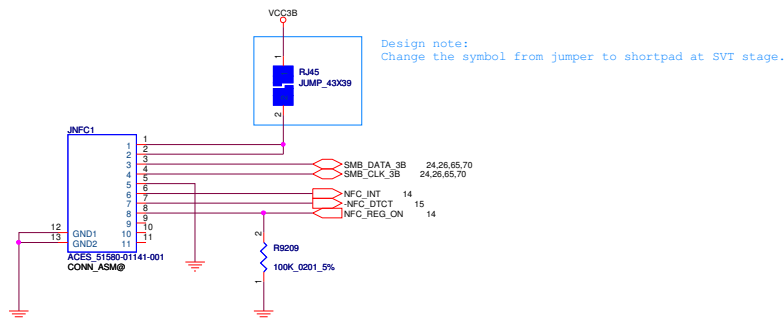 VCC3B
Design note:
Change the symbol from jumper to shortpad at SVT stage.
1
RJ45
JUMP_43X39
2
JNFC1
1 1
2 2
3 3 SMB_DATA_3B 24,26,65,70
4 4 SMB_CLK_3B 24,26,65,70
5 5
6 6 NFC_INT 14
7 7 -NFC_DTCT 15
8 8 NFC_REG_ON 14
9 9
12 GND1 10 10
13 GND2 11 11
ACES_51580-01141-001
CONN_ASM@
2
R9209
100K_0201_5%
1